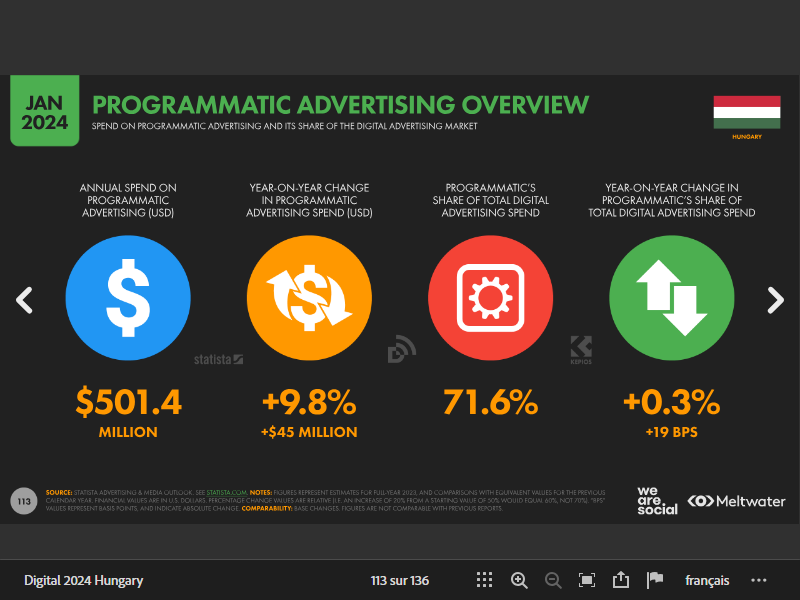 JAN
2024
PROGRAMMATIC ADVERTISING OVERVIEW
SPEND ON PROGRAMMATIC ADVERTISING AND ITS SHARE OF THE DIGITAL ADVERTISING MARKET
HUNGARY
ANNUAL SPEND ON
PROGRAMMATIC
ADVERTISING (USD)
YEAR-ON-YEAR CHANGE
IN PROGRAMMATIC
ADVERTISING SPEND (USD)
PROGRAMMATIC'S
SHARE OF TOTAL DIGITAL
ADVERTISING SPEND
YEAR-ON-YEAR CHANGE IN
PROGRAMMATIC'S SHARE OF
TOTAL DIGITAL ADVERTISING SPEND
statista
KEPIOS
$501.4
MILLION
+9.8%
+$45 MILLION
71.6%
+0.3%
+19 BPS
113
SOURCE: STATISTA ADVERTISING & MEDIA OUTLOOK. SEE STATISTA.COM. NOTES: FIGURES REPRESENT ESTIMATES FOR FULL-YEAR 2023, AND COMPARISONS WITH EQUIVALENT VALUES FOR THE PREVIOUS
CALENDAR YEAR. FINANCIAL VALUES ARE IN U.S. DOLLARS. PERCENTAGE CHANGE VALUES ARE RELATIVE (I.E. AN INCREASE OF 20% FROM A STARTING VALUE OF 50% WOULD EQUAL 60%, NOT 70%). "BPS"
VALUES REPRESENT BASIS POINTS, AND INDICATE ABSOLUTE CHANGE. COMPARABILITY: BASE CHANGES. FIGURES ARE NOT COMPARABLE WITH PREVIOUS REPORTS.
we
are.
social
Meltwater
Digital 2024 Hungary
113 sur 136
français